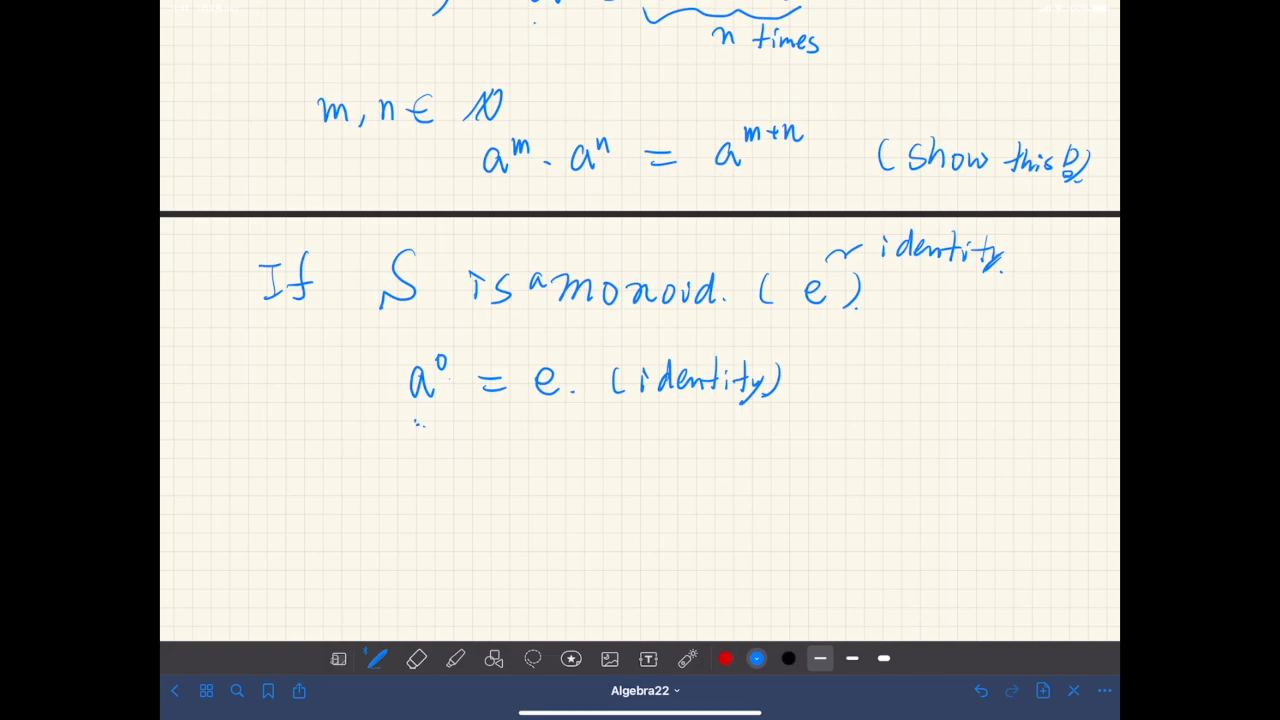 n times
m, n ∈ ℕ
a^m · a^n = a^{m+n} (show this!)
identity.
If S is a monoid. (e).
a^0 = e. (identity)
Algebra22